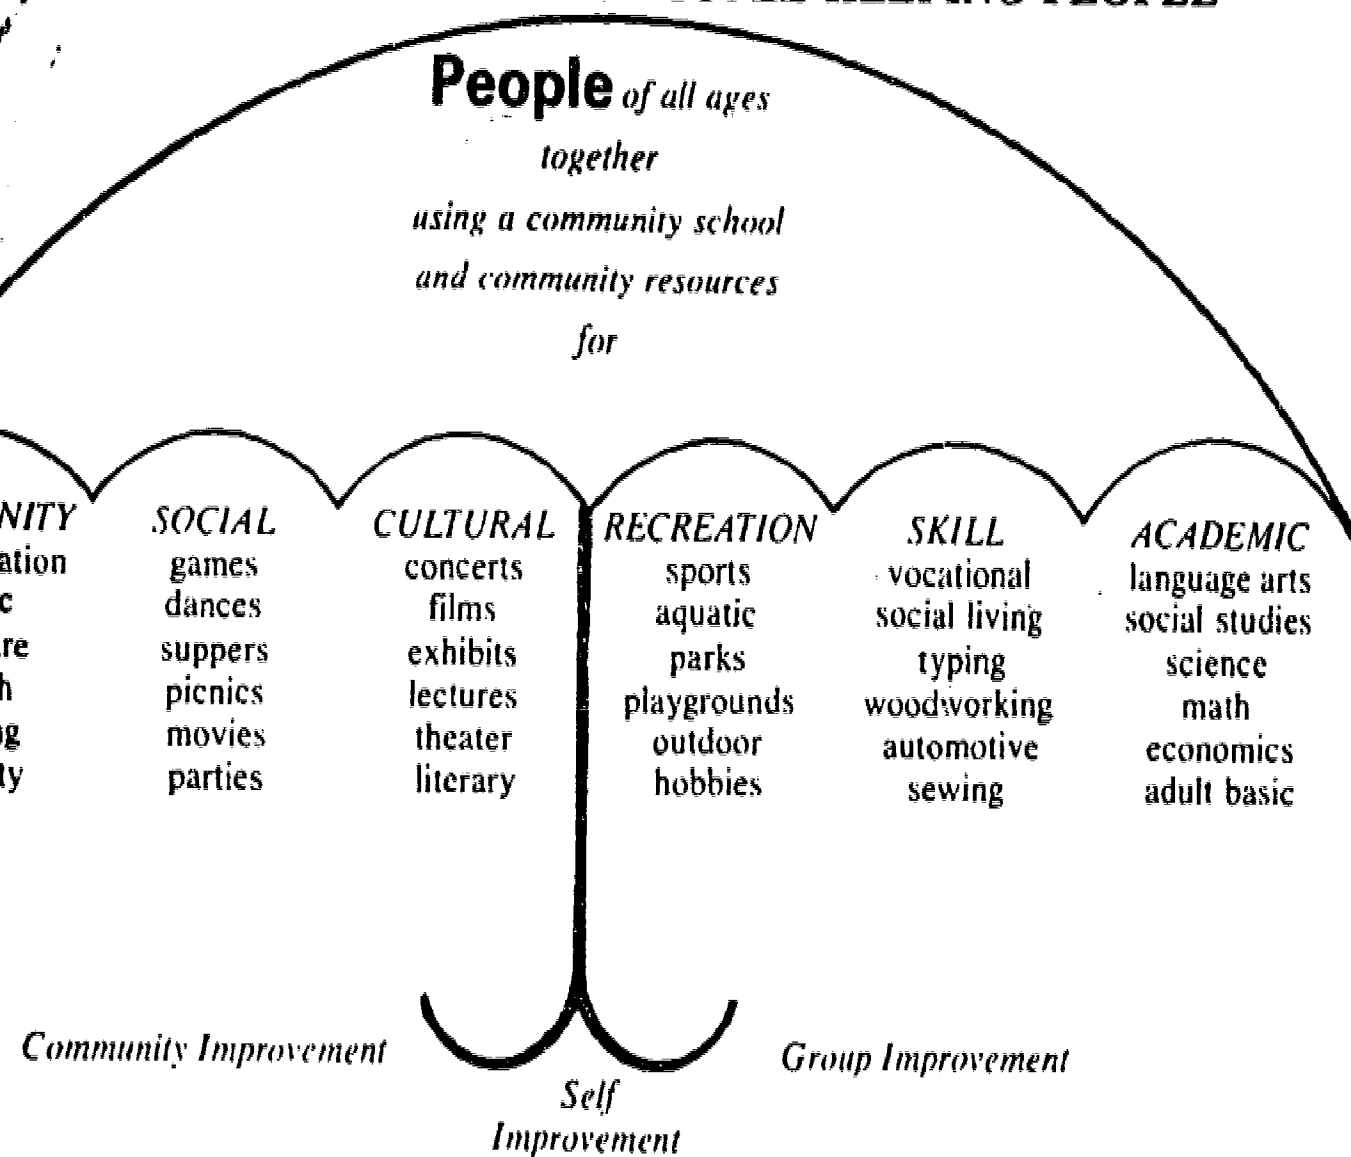 People of all ages
together
using a community school
and community resources
for
SOCIAL
games
dances
suppers
picnics
movies
parties
CULTURAL
concerts
films
exhibits
lectures
theater
literary
RECREATION
sports
aquatic
parks
playgrounds
outdoor
hobbies
SKILL
vocational
social living
typing
woodworking
automotive
sewing
ACADEMIC
language arts
social studies
science
math
economics
adult basic
Community Improvement
Self
Improvement
Group Improvement